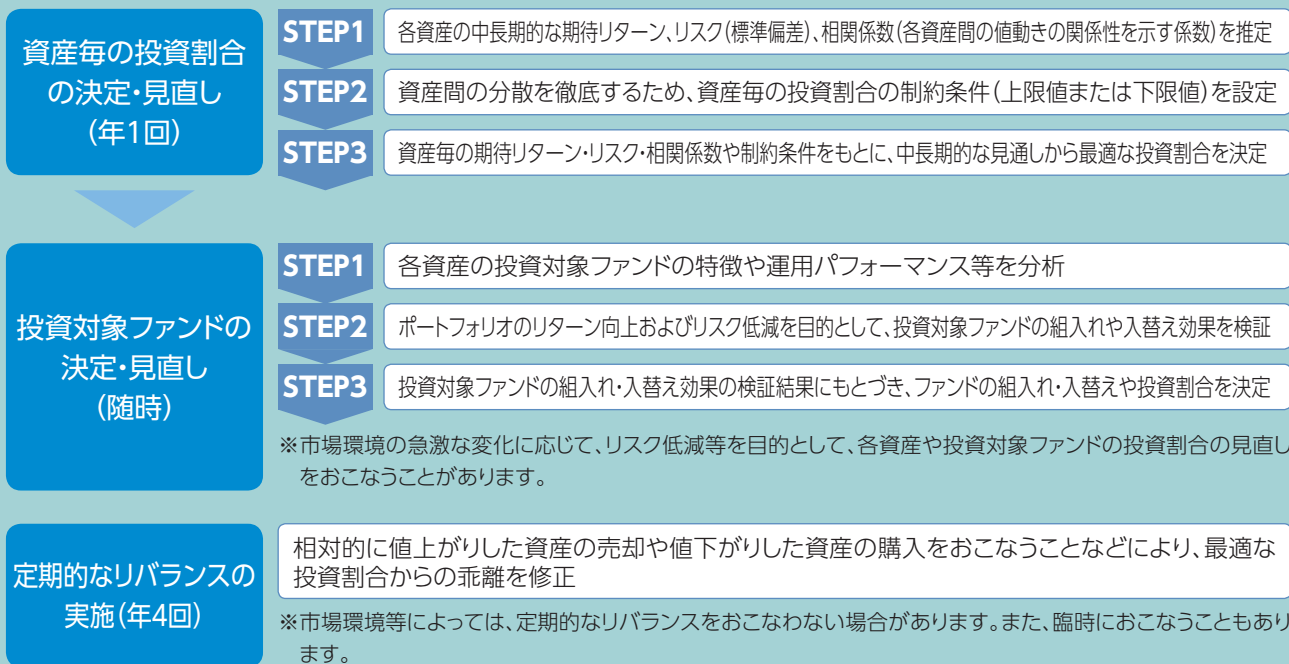 資産毎の投資割合
の決定・見直し
(年1回)
STEP1
各資産の中長期的な期待リターン、リスク(標準偏差)、相関係数(各資産間の値動きの関係性を示す係数)を推定
STEP2
資産間の分散を徹底するため、資産毎の投資割合の制約条件(上限値または下限値)を設定
STEP3
資産毎の期待リターン・リスク・相関係数や制約条件をもとに、中長期的な見通しから最適な投資割合を決定
投資対象ファンドの
決定・見直し
(随時)
STEP1
各資産の投資対象ファンドの特徴や運用パフォーマンス等を分析
STEP2
ポートフォリオのリターン向上およびリスク低減を目的として、投資対象ファンドの組入れや入替え効果を検証
STEP3
投資対象ファンドの組入れ・入替え効果の検証結果にもとづき、ファンドの組入れ・入替えや投資割合を決定
※市場環境の急激な変化に応じて、リスク低減等を目的として、各資産や投資対象ファンドの投資割合の見直し
をおこなうことがあります。
定期的なリバランスの
実施(年4回)
相対的に値上がりした資産の売却や値下がりした資産の購入をおこなうことなどにより、最適な
投資割合からの乖離を修正
※市場環境等によっては、定期的なリバランスをおこなわない場合があります。また、臨時におこなうこともあり
ます。